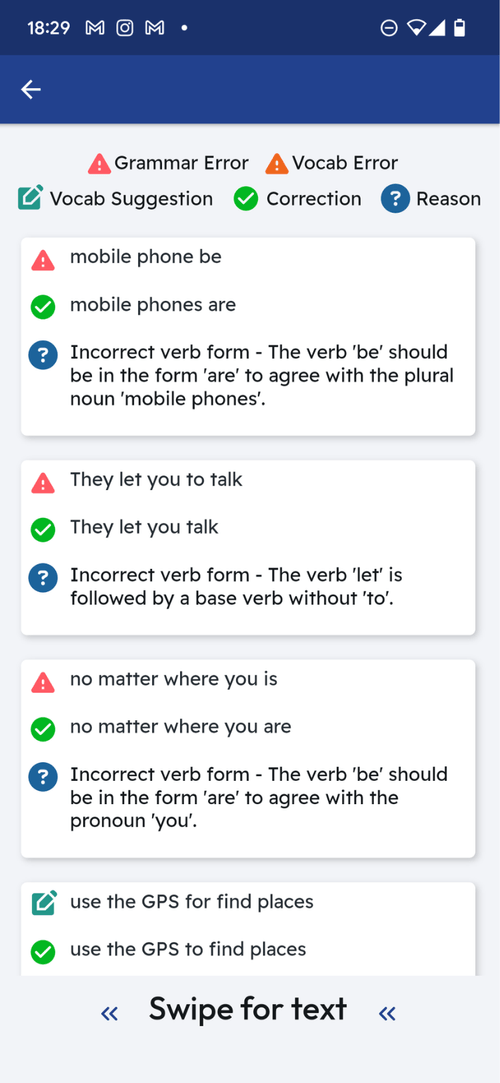 18:29
Grammar Error Vocab Error
Vocab Suggestion Correction ? Reason
mobile phone be
mobile phones are
? Incorrect verb form - The verb 'be' should
be in the form 'are' to agree with the plural
noun 'mobile phones'.
They let you to talk
They let you talk
? Incorrect verb form - The verb 'let' is
followed by a base verb without 'to'.
no matter where you is
no matter where you are
? Incorrect verb form - The verb 'be' should
be in the form 'are' to agree with the
pronoun 'you'.
use the GPS for find places
use the GPS to find places
« Swipe for text «